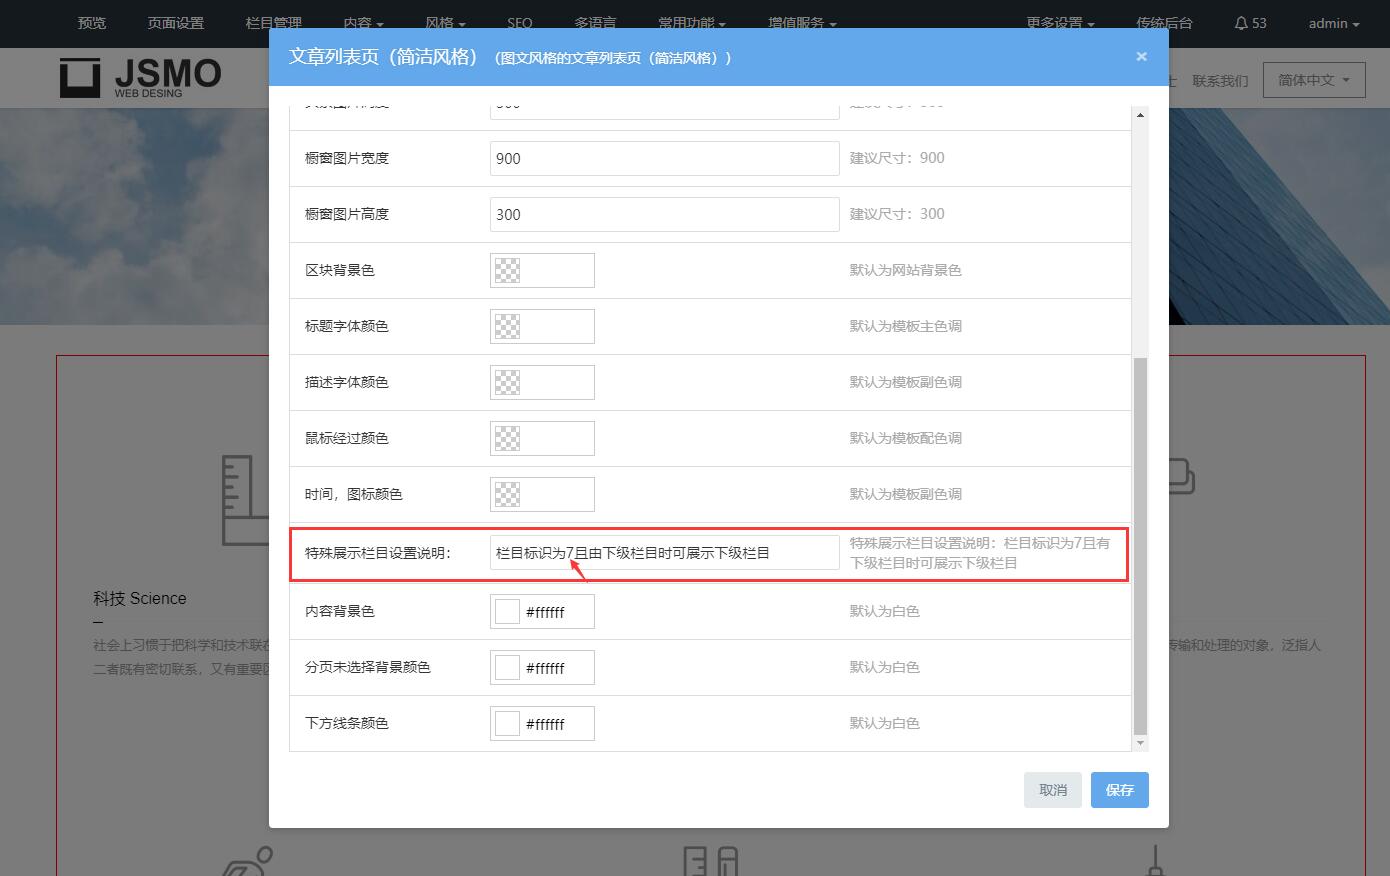 预览 页面设置 栏目管理 内容 风格 SEO 多语言 常用功能 增值服务 更多设置 传统后台 53 admin
文章列表页（简洁风格）（图文风格的文章列表页（简洁风格））
×
JSMO
WEB DESING
联系我们 简体中文
橱窗图片宽度 900 建议尺寸：900
橱窗图片高度 300 建议尺寸：300
区块背景色 默认为网站背景色
标题字体颜色 默认为模板主色调
描述字体颜色 默认为模板副色调
鼠标经过颜色 默认为模板配色调
时间，图标颜色 默认为模板副色调
特殊展示栏目设置说明： 栏目标识为7且由下级栏目时可展示下级栏目 特殊展示栏目设置说明：栏目标识为7且有
下级栏目时可展示下级栏目
内容背景色 #ffffff 默认为白色
分页未选择背景颜色 #ffffff 默认为白色
下方线条颜色 #ffffff 默认为白色
取消 保存
科技 Science
社会上习惯于把科学和技术联在
二者既有密切联系，又有重要区
传输和处理的对象，泛指人